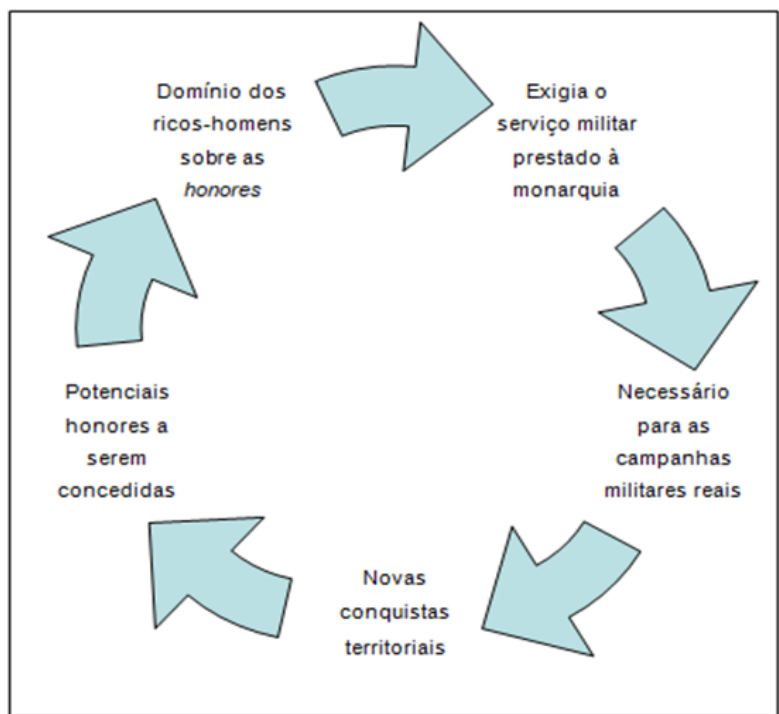 Domínio dos
ricos-homens
sobre as
honores
Exigia o
serviço militar
prestado à
monarquia
Necessário
para as
campanhas
militares reais
Novas
conquistas
territoriais
Potenciais
honores a
serem
concedidas